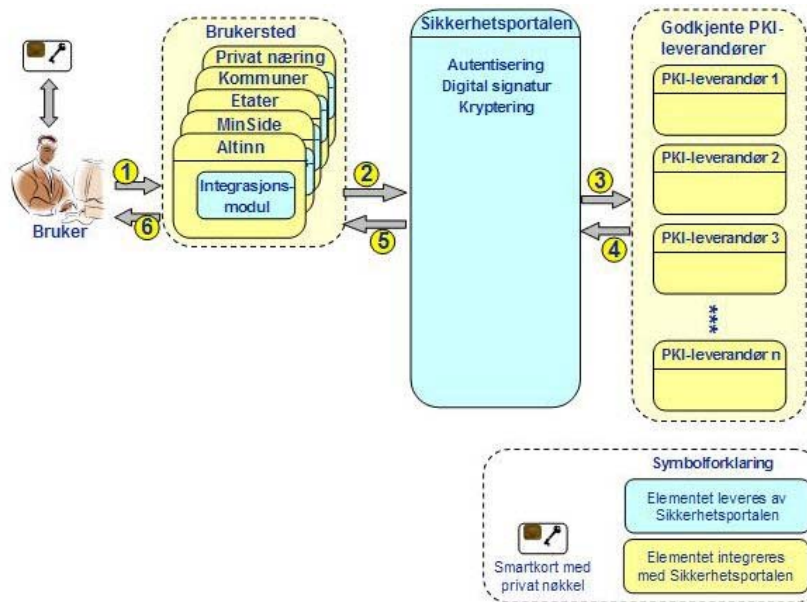 Brukersted
Privat næring
Kommuner
Etater
MinSide
Altinn
Integrasjons-
modul
Bruker
1
6
2
5
Sikkerhetsportalen
Autentisering
Digital signatur
Kryptering
3
4
Godkjente PKI-
leverandører
PKI-leverandør 1
PKI-leverandør 2
PKI-leverandør 3
***
PKI-leverandør n
Symbolforklaring
Smartkort med
privat nøkkel
Elementet leveres av
Sikkerhetsportalen
Elementet integreres
med Sikkerhetsportalen